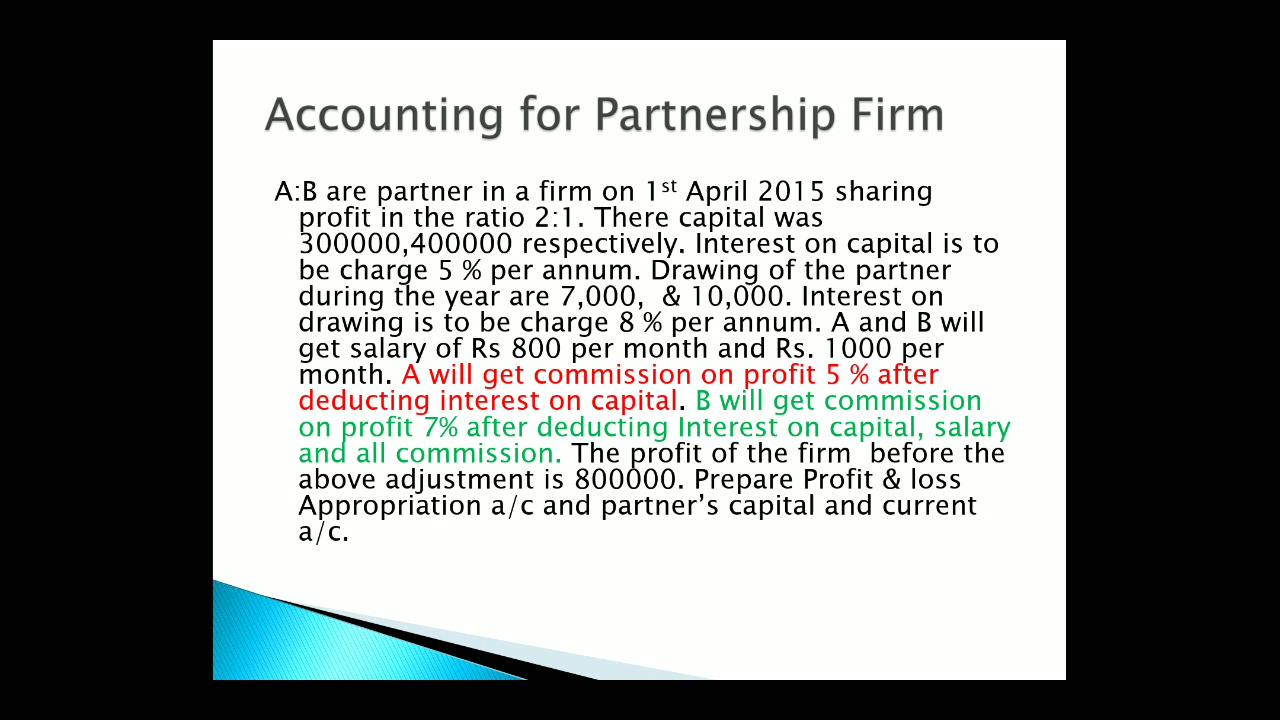 Accounting for Partnership Firm
A:B are partner in a firm on 1st April 2015 sharing
profit in the ratio 2:1. There capital was
300000,400000 respectively. Interest on capital is to
be charge 5 % per annum. Drawing of the partner
during the year are 7,000,  & 10,000. Interest on
drawing is to be charge 8 % per annum. A and B will
get salary of Rs 800 per month and Rs. 1000 per
month. A will get commission on profit 5 % after
deducting interest on capital. B will get commission
on profit 7% after deducting Interest on capital, salary
and all commission. The profit of the firm  before the
above adjustment is 800000. Prepare Profit & loss
Appropriation a/c and partner’s capital and current
a/c.